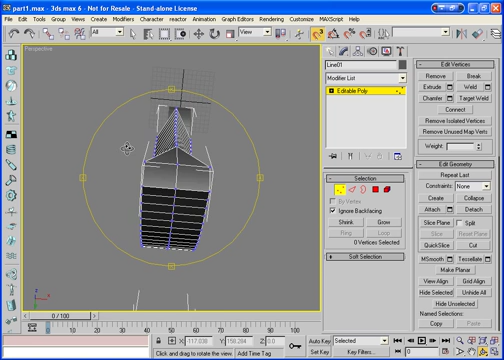 part1.max - 3ds max 6 - Not for Resale - Stand-alone License
File Edit Tools Group Views Create Modifiers Character reactor Animation Graph Editors Rendering Customize MAXScript Help
All View
Perspective
Line01
Modifier List
Editable Poly
Selection
By Vertex
Ignore Backfacing
Shrink Grow
Ring Loop
0 Vertices Selected
Soft Selection
Edit Vertices
Remove Break
Extrude Weld
Chamfer Target Weld
Connect
Remove Isolated Vertices
Remove Unused Map Verts
Weight:
Edit Geometry
Repeat Last
Constraints: None
Create Collapse
Attach Detach
Slice Plane Split
Slice Reset Plane
QuickSlice Cut
MSmooth Tessellate
Make Planar
View Align Grid Align
Hide Selected Unhide All
Hide Unselected
Named Selections:
Copy Paste
0 / 100
0 10 20 30 40 50 60 70 80 90 100
X: -117.038 Y: 158.284 Z: 0.0
Auto Key Selected
Set Key Key Filters...
0
Click and drag to rotate the view. Add Time Tag